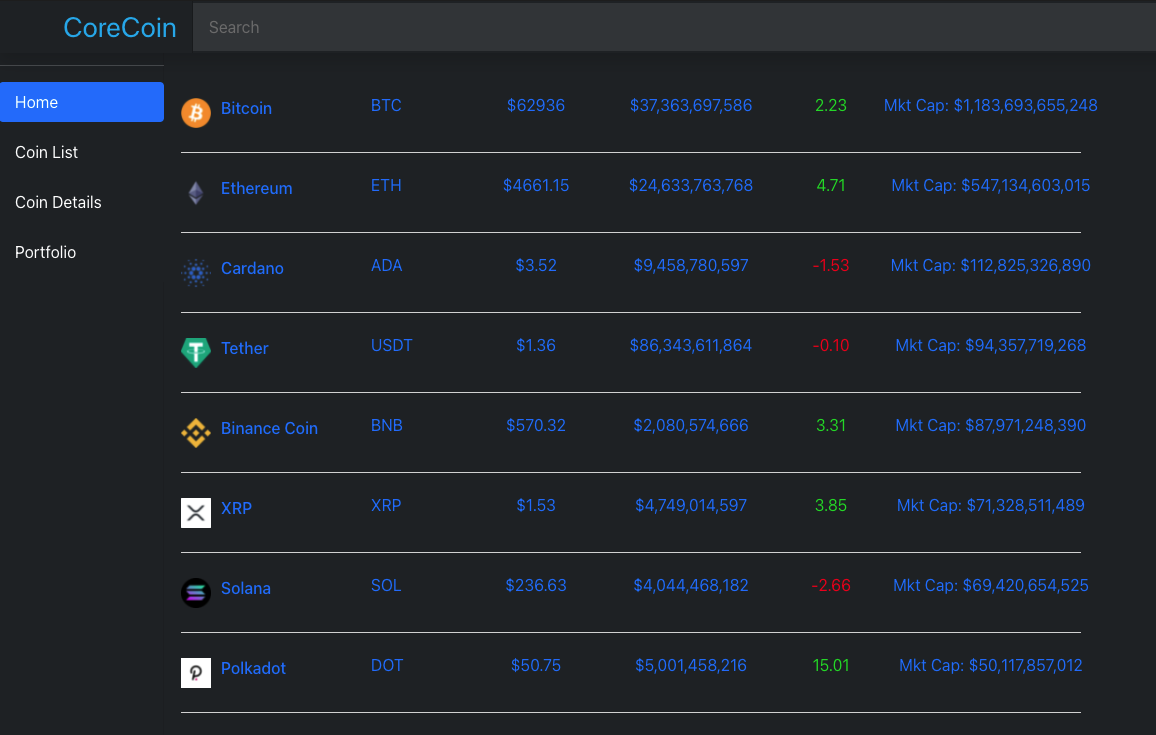 CoreCoin Search
Home
Coin List
Coin Details
Portfolio
Bitcoin BTC $62936 $37,363,697,586 2.23 Mkt Cap: $1,183,693,655,248
Ethereum ETH $4661.15 $24,633,763,768 4.71 Mkt Cap: $547,134,603,015
Cardano ADA $3.52 $9,458,780,597 -1.53 Mkt Cap: $112,825,326,890
Tether USDT $1.36 $86,343,611,864 -0.10 Mkt Cap: $94,357,719,268
Binance Coin BNB $570.32 $2,080,574,666 3.31 Mkt Cap: $87,971,248,390
XRP XRP $1.53 $4,749,014,597 3.85 Mkt Cap: $71,328,511,489
Solana SOL $236.63 $4,044,468,182 -2.66 Mkt Cap: $69,420,654,525
Polkadot DOT $50.75 $5,001,458,216 15.01 Mkt Cap: $50,117,857,012